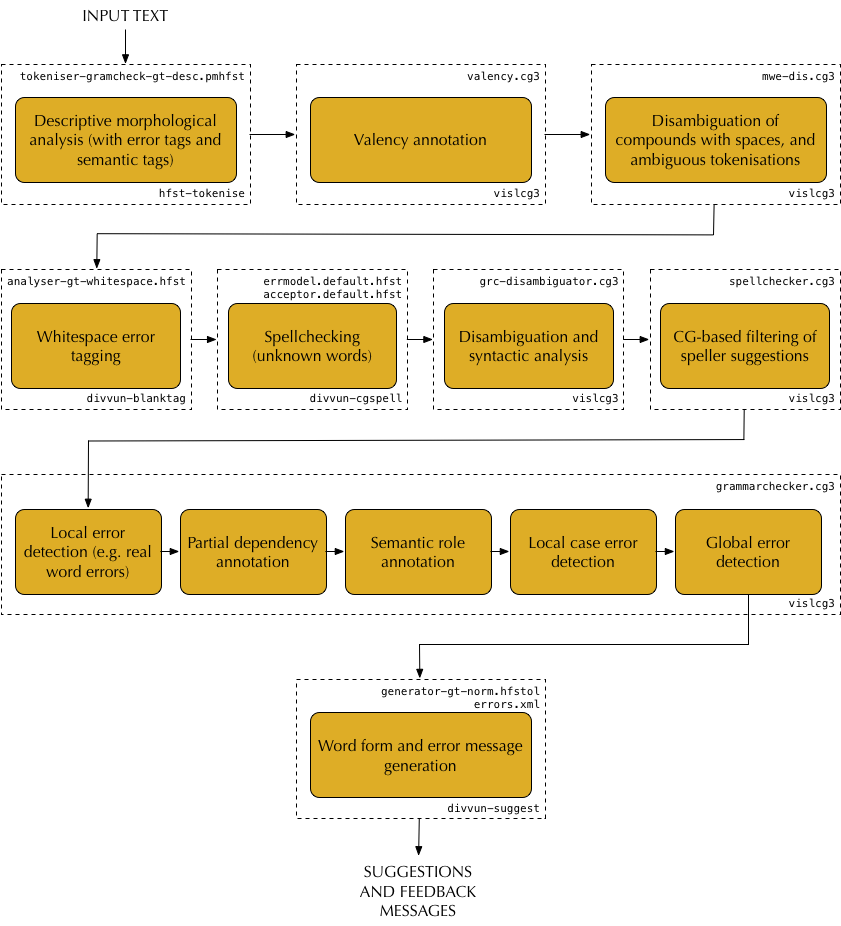 INPUT TEXT
tokeniser-gramcheck-gt-desc.pmhfst
Descriptive morphological
analysis (with error tags and
semantic tags)
hfst-tokenise
valency.cg3
Valency annotation
vislcg3
mwe-dis.cg3
Disambiguation of
compounds with spaces, and
ambiguous tokenisations
vislcg3
analyser-gt-whitespace.hfst
Whitespace error
tagging
divvun-blanktag
errmodel.default.hfst
acceptor.default.hfst
Spellchecking
(unknown words)
divvun-cgspell
grc-disambiguator.cg3
Disambiguation and
syntactic analysis
vislcg3
spellchecker.cg3
CG-based filtering of
speller suggestions
vislcg3
grammarchecker.cg3
Local error
detection (e.g. real
word errors)
Partial dependency
annotation
Semantic role
annotation
Local case error
detection
Global error
detection
vislcg3
generator-gt-norm.hfstol
errors.xml
Word form and error message
generation
divvun-suggest
SUGGESTIONS
AND FEEDBACK
MESSAGES